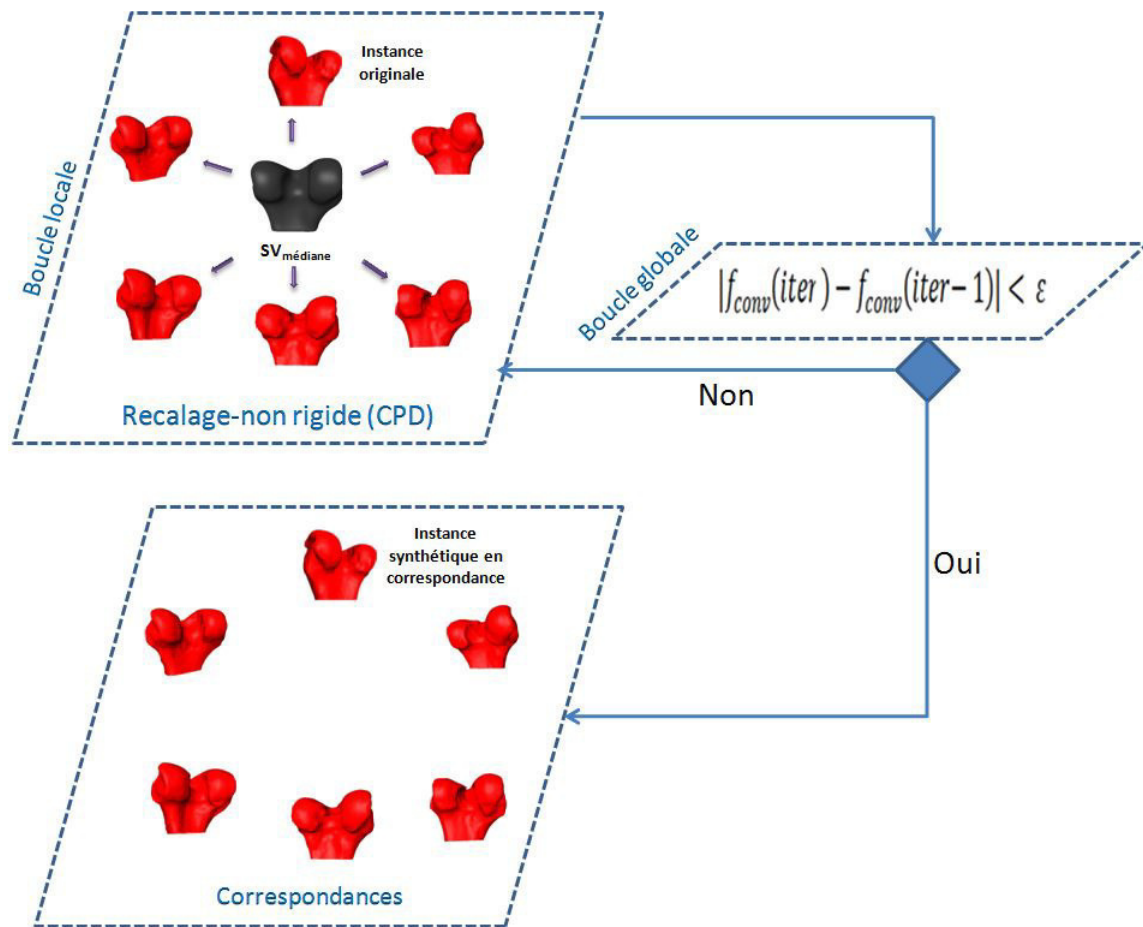 Instance
originale
Boucle locale
SVmédiane
Recalage-non rigide (CPD)
Boucle globale
|fconv(iter) – fconv(iter–1)| < ε
Non
Oui
Instance
synthétique en
correspondance
Correspondances